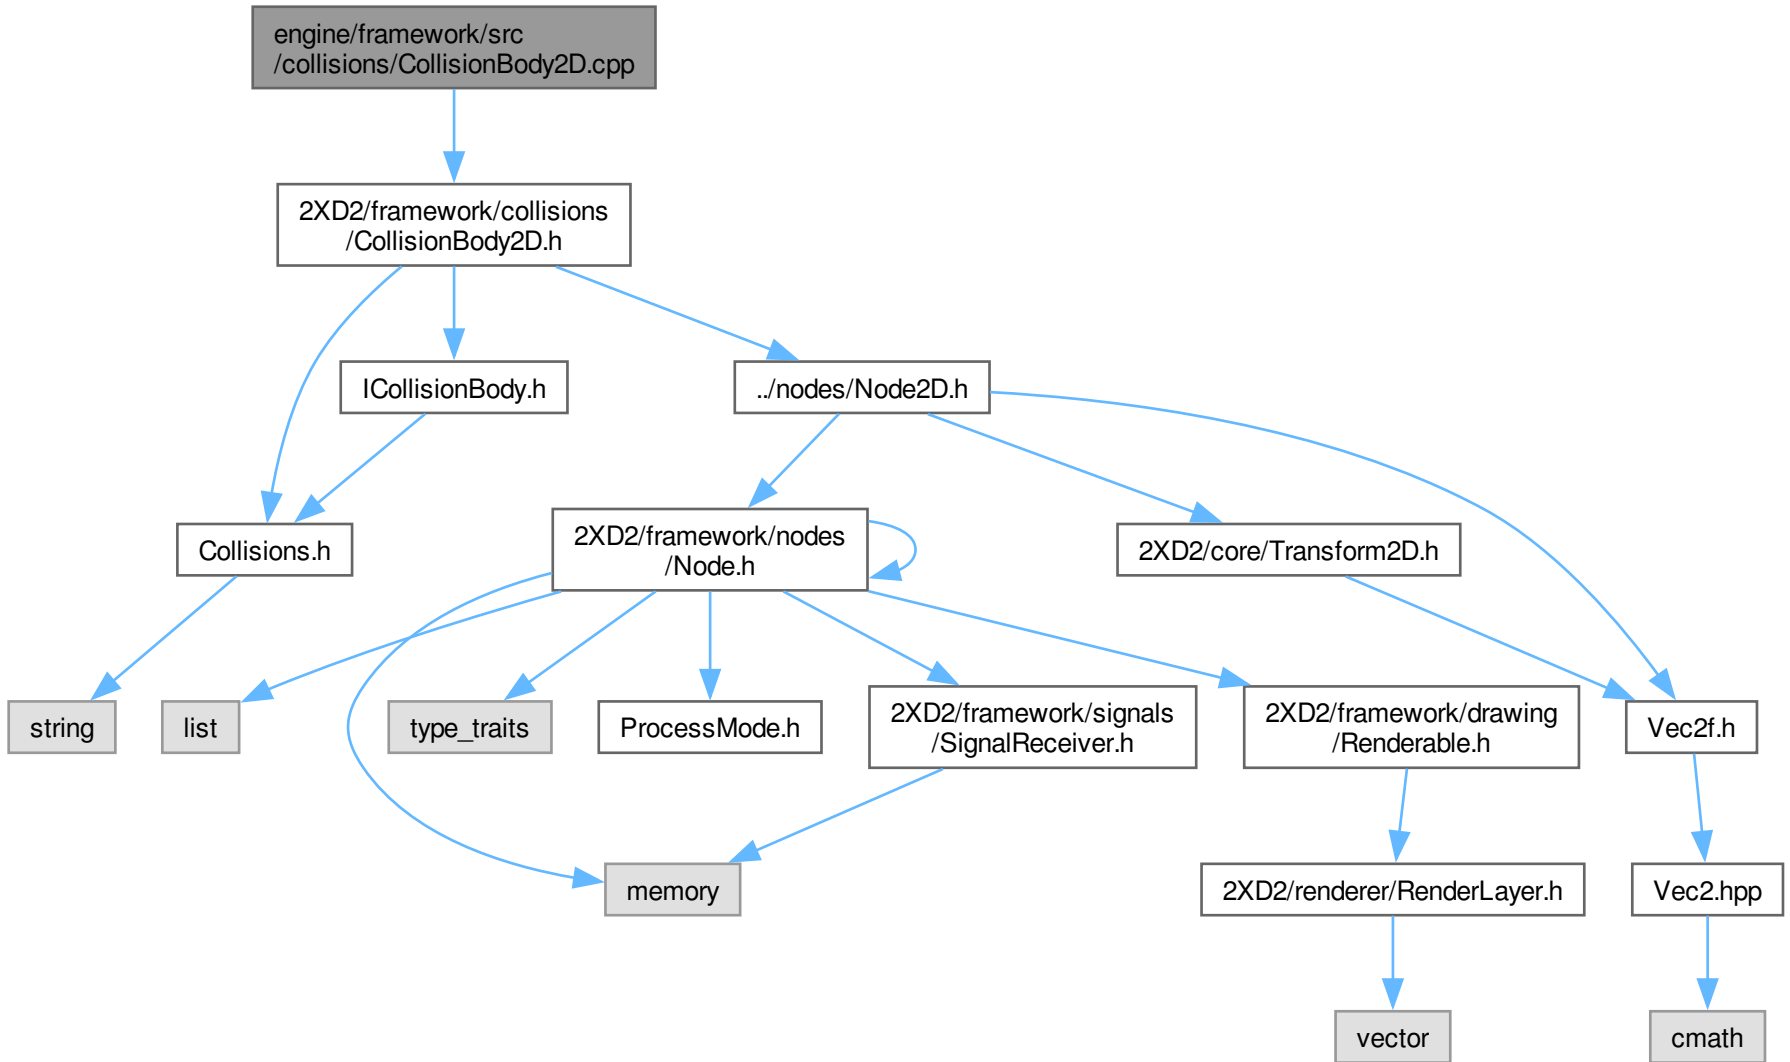 engine/framework/src
/collisions/CollisionBody2D.cpp
2XD2/framework/collisions
/CollisionBody2D.h
ICollisionBody.h
../nodes/Node2D.h
Collisions.h
2XD2/framework/nodes
/Node.h
2XD2/core/Transform2D.h
string
list
type_traits
ProcessMode.h
2XD2/framework/signals
/SignalReceiver.h
2XD2/framework/drawing
/Renderable.h
Vec2f.h
memory
2XD2/renderer/RenderLayer.h
Vec2.hpp
vector
cmath